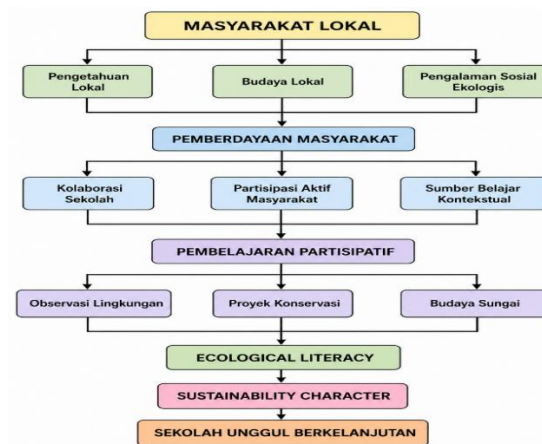 MASYARAKAT LOKAL
Pengetahuan
Lokal
Budaya Lokal
Pengalaman Sosial
Ekologis
PEMBERDAYAAN MASYARAKAT
Kolaborasi
Sekolah
Partisipasi Aktif
Masyarakat
Sumber Belajar
Kontekstual
PEMBELAJARAN PARTISIPATIF
Observasi Lingkungan
Proyek Konservasi
Budaya Sungai
ECOLOGICAL LITERACY
SUSTAINABILITY CHARACTER
SEKOLAH UNGGUL BERKELANJUTAN